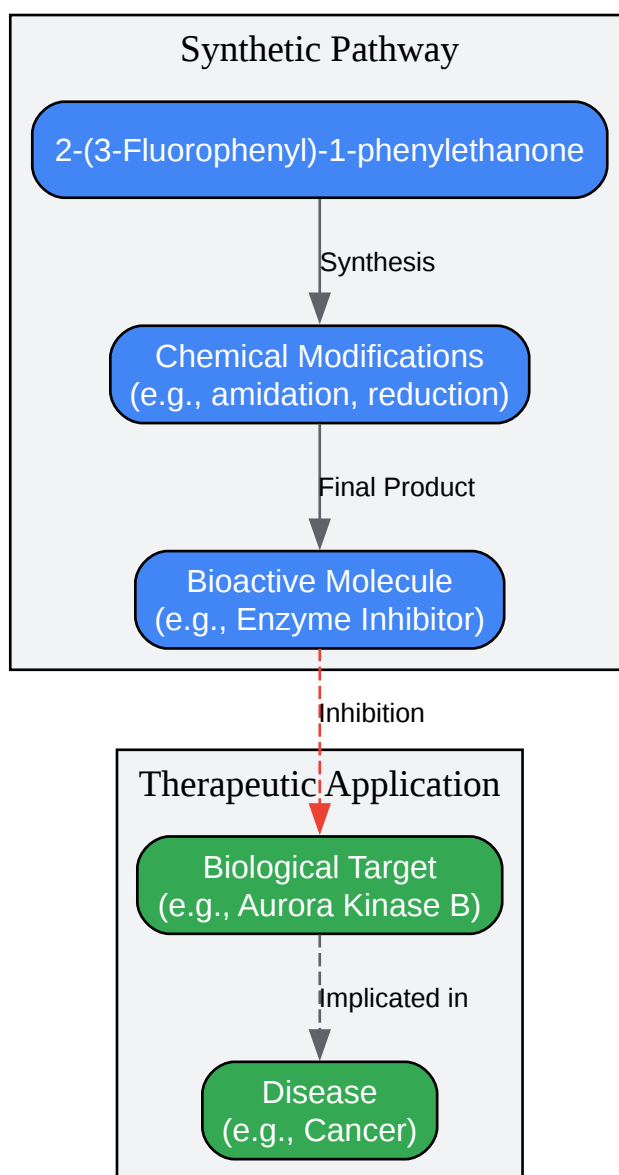 Synthetic Pathway
2-(3-Fluorophenyl)-1-phenylethanone
Synthesis
Chemical Modifications
(e.g., amidation, reduction)
Final Product
Bioactive Molecule
(e.g., Enzyme Inhibitor)
Inhibition
Therapeutic Application
Biological Target
(e.g., Aurora Kinase B)
Implicated in
Disease
(e.g., Cancer)